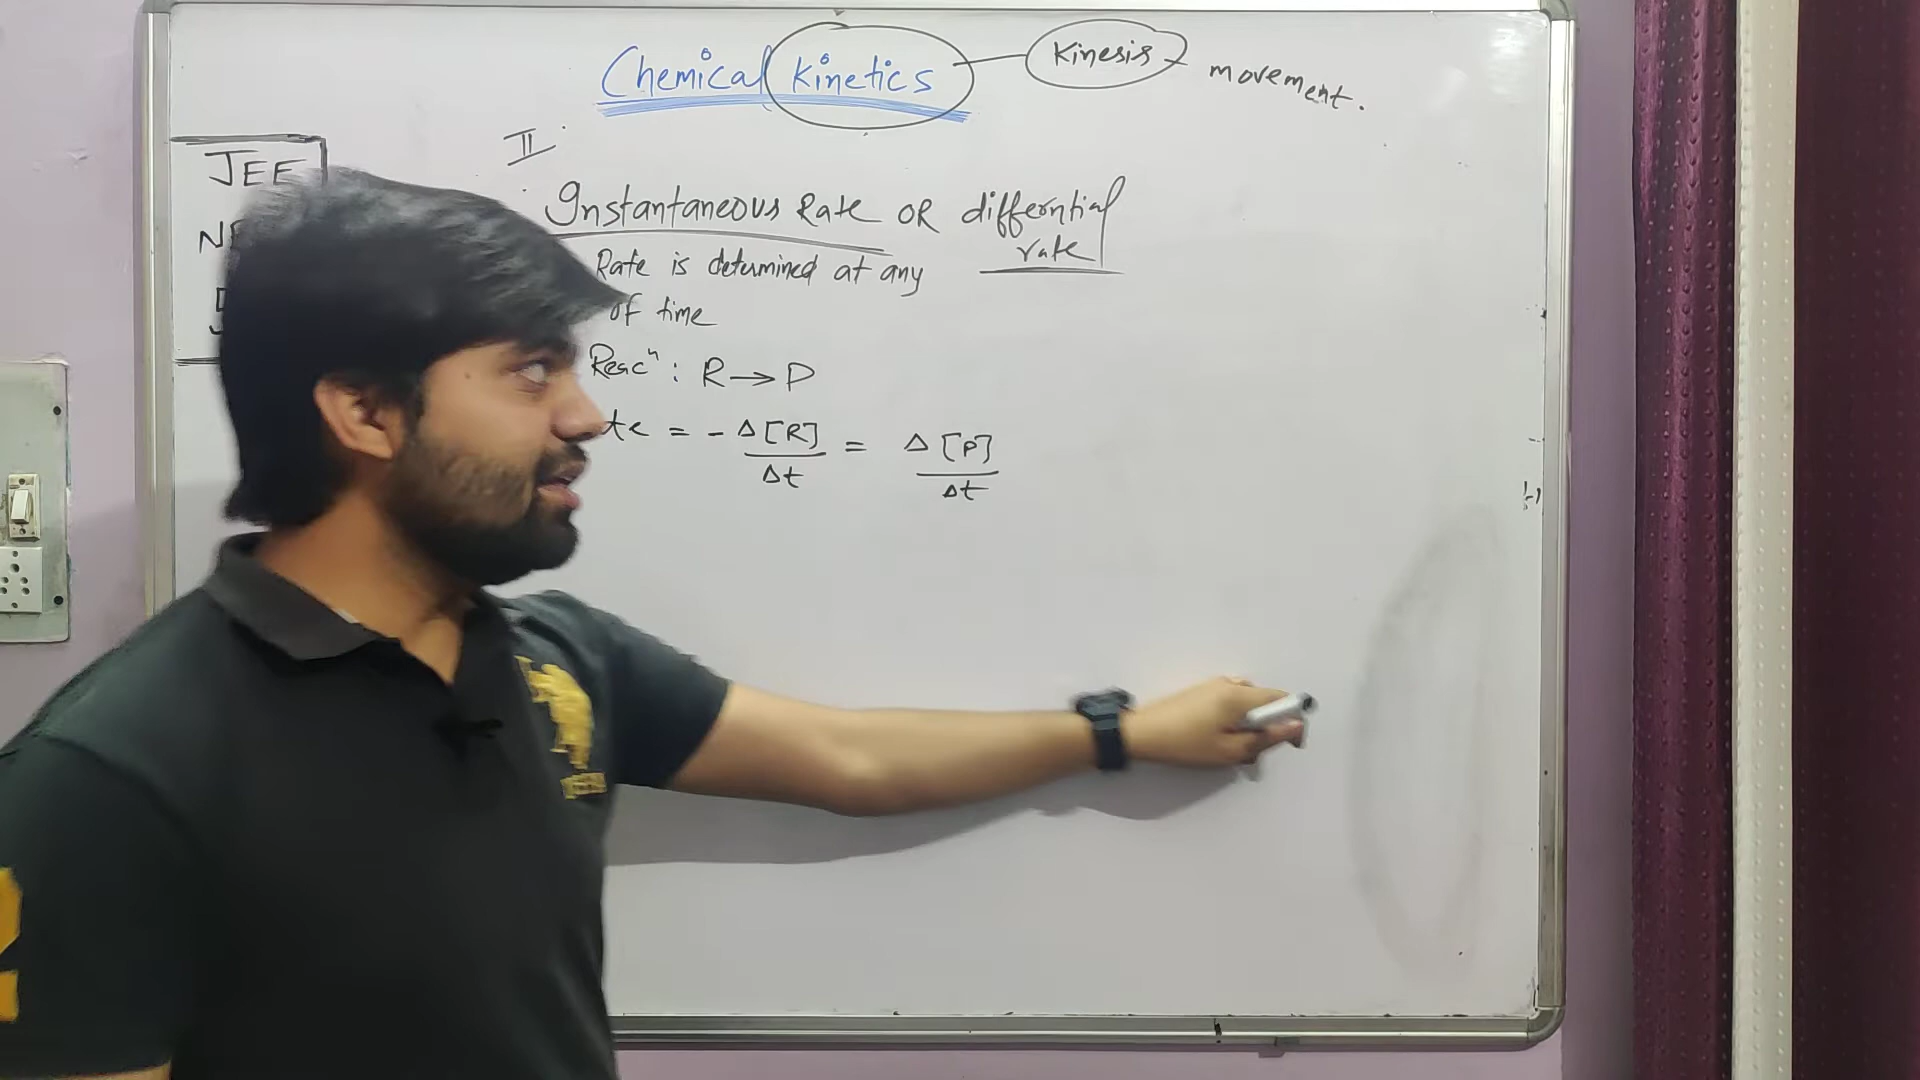 Chemical Kinetics — Kinesis → movement.
II
JEE
Instantaneous Rate OR differntial
rate
Rate is determined at any
of time
Reacⁿ : R → P
= - Δ[R]/Δt = Δ[P]/Δt